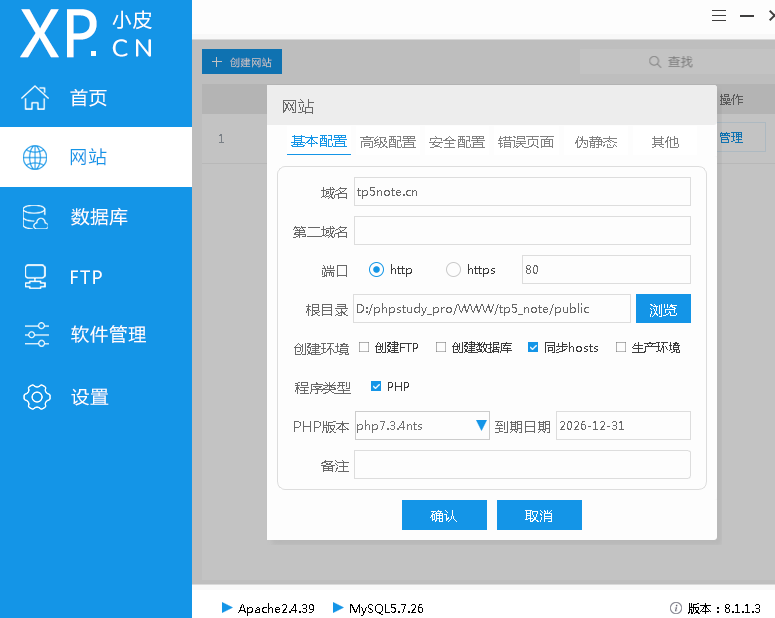 XP.CN 小皮
首页
网站
数据库
FTP
软件管理
设置
+ 创建网站
查找
操作
1
管理
网站
基本配置 高级配置 安全配置 错误页面 伪静态 其他
域名 tp5note.cn
第二域名
端口 http https 80
根目录 D:/phpstudy_pro/WWW/tp5_note/public 浏览
创建环境 创建FTP 创建数据库 同步hosts 生产环境
程序类型 PHP
PHP版本 php7.3.4nts 到期日期 2026-12-31
备注
确认 取消
Apache2.4.39 MySQL5.7.26 版本：8.1.1.3